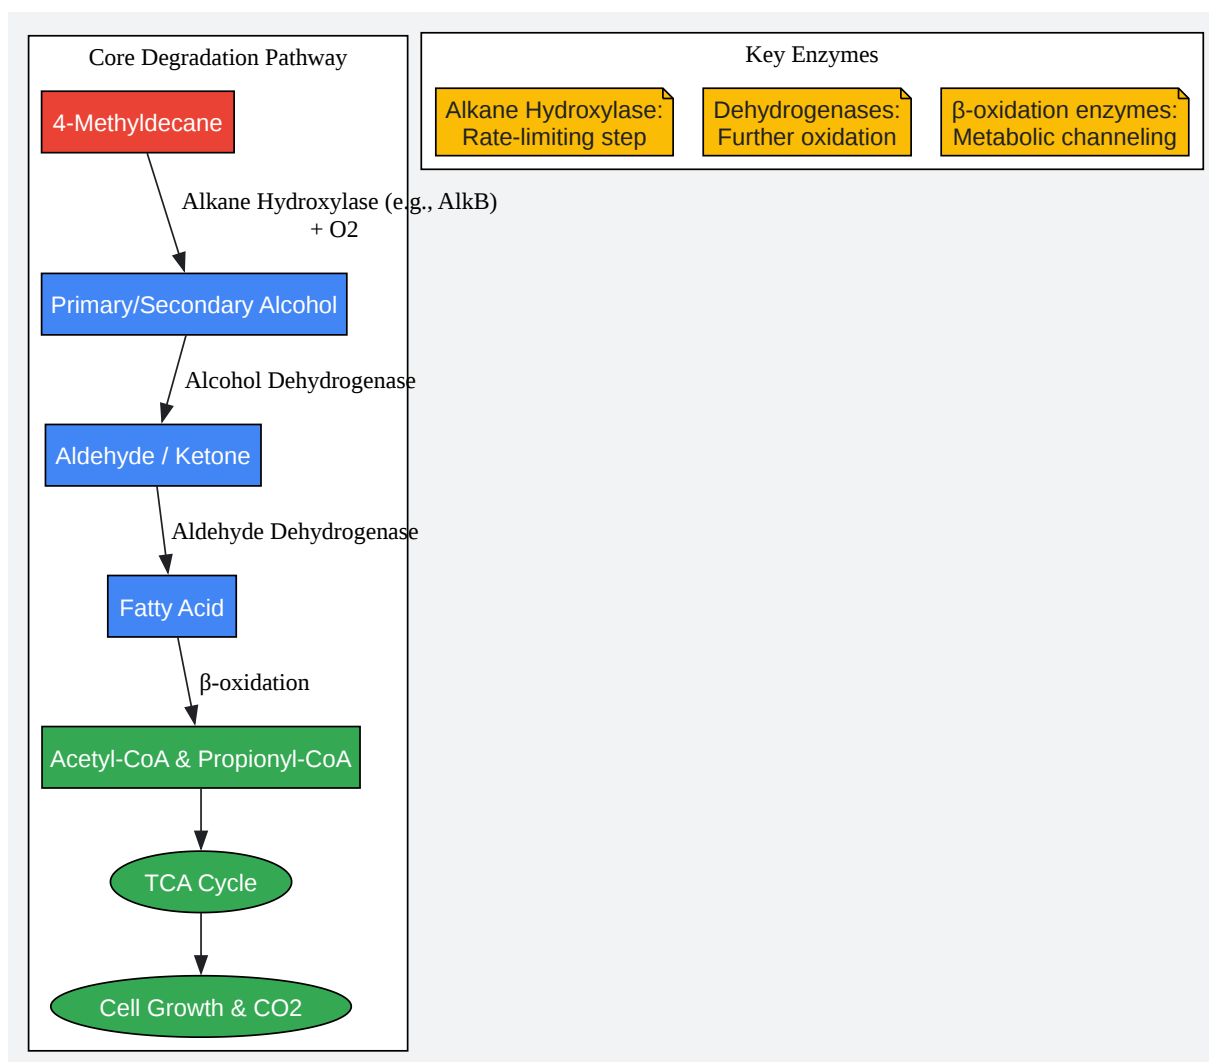 Core Degradation Pathway
4-Methyldecane
Alkane Hydroxylase (e.g., AlkB)
+ O2
Primary/Secondary Alcohol
Alcohol Dehydrogenase
Aldehyde / Ketone
Aldehyde Dehydrogenase
Fatty Acid
β-oxidation
Acetyl-CoA & Propionyl-CoA
TCA Cycle
Cell Growth & CO2
Key Enzymes
Alkane Hydroxylase:
Rate-limiting step
Dehydrogenases:
Further oxidation
β-oxidation enzymes:
Metabolic channeling